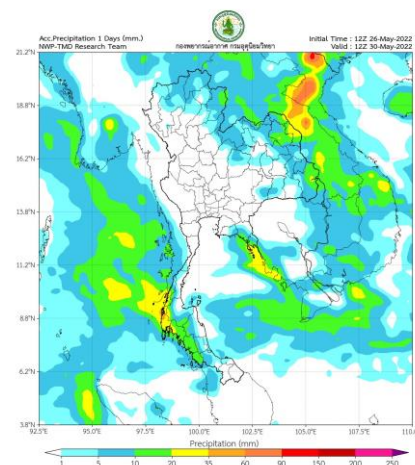 Acc.Precipitation 1 Days (mm.)
NWP-TMD Research Team
กองพยากรณ์อากาศ กรมอุตุนิยมวิทยา
Initial Time : 12Z 26-May-2022
Valid : 12Z 30-May-2022
21.2°N
18.8°N
16.2°N
13.8°N
11.2°N
8.8°N
6.2°N
3.8°N
92.5°E 95.0°E 97.5°E 100.0°E 102.5°E 105.0°E 107.5°E 110.0
Precipitation (mm)
1 5 10 20 35 60 90 150 200 250